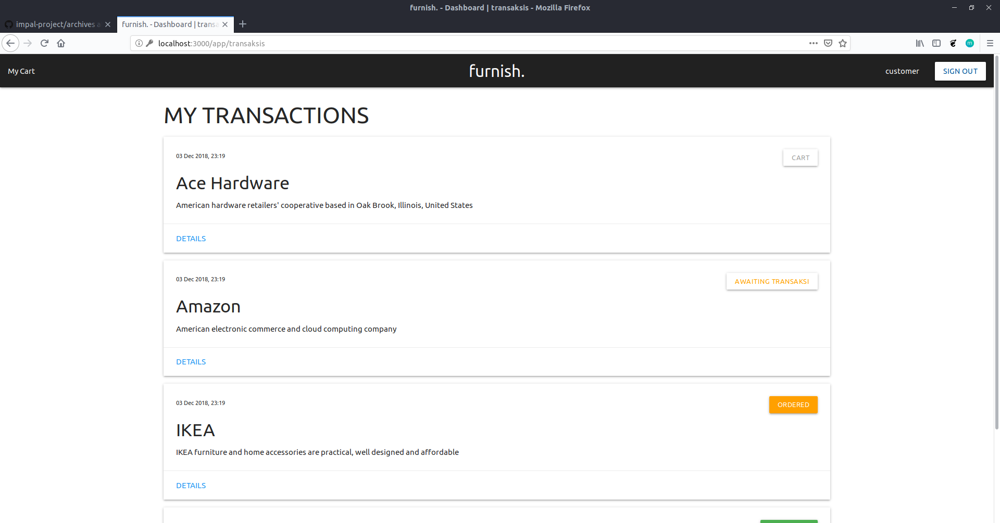 furnish. - Dashboard | transaksis - Mozilla Firefox
impal-project/archives a
furnish. - Dashboard | transa
localhost:3000/app/transaksis
My Cart
furnish.
customer
SIGN OUT
MY TRANSACTIONS
03 Dec 2018, 23:19
CART
Ace Hardware
American hardware retailers' cooperative based in Oak Brook, Illinois, United States
DETAILS
03 Dec 2018, 23:19
AWAITING TRANSAKSI
Amazon
American electronic commerce and cloud computing company
DETAILS
03 Dec 2018, 23:19
ORDERED
IKEA
IKEA furniture and home accessories are practical, well designed and affordable
DETAILS